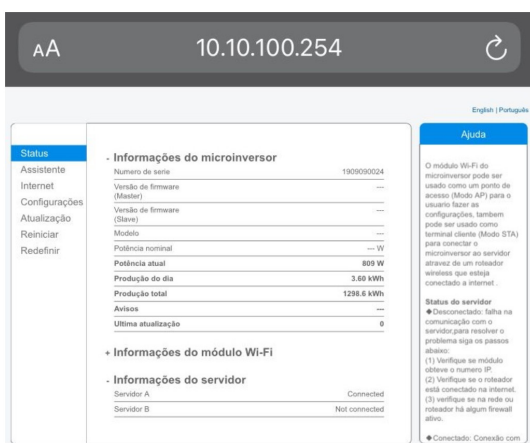 AA
10.10.100.254
English | Português
Status
Assistente
Internet
Configurações
Atualização
Reiniciar
Redefinir
- Informações do microinversor
Numero de serie 1909090024
Versão de firmware (Master) ---
Versão de firmware (Slave) ---
Modelo ---
Potência nominal --- W
Potência atual 809 W
Produção do dia 3.60 kWh
Produção total 1298.6 kWh
Avisos ---
Ultima atualização 0
+ Informações do módulo Wi-Fi
- Informações do servidor
Servidor A Connected
Servidor B Not connected
Ajuda
O módulo Wi-Fi do
microinversor pode ser
usado como um ponto de
acesso (Modo AP) para o
usuario fazer as
configurações, tambem
pode ser usado como
terminal cliente (Modo STA)
para conectar o
microinversor ao servidor
atravez de um roteador
wireless que esteja
conectado a internet .
Status do servidor
◆Desconectado: falha na
comunicação com o
servidor,para resolver o
problema siga os passos
abaixo:
(1) Verifique se módulo
obteve o numero IP.
(2) Verifique se o roteador
está conectado na internet.
(3) verifique se na rede ou
roteador há algum firewall
ativo.
◆Conectado: Conexão com